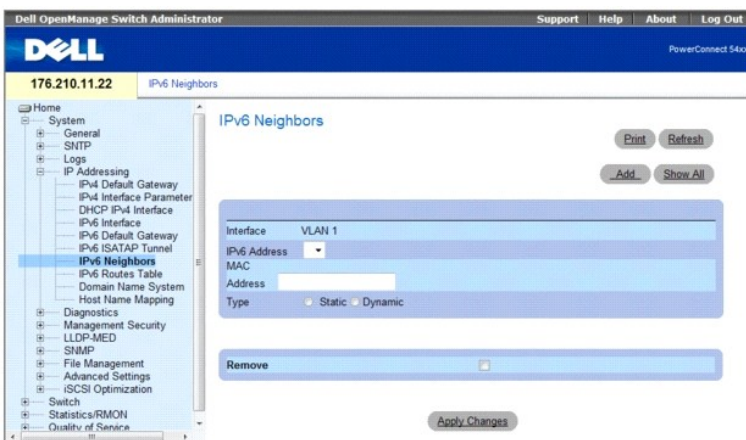 Dell OpenManage Switch Administrator
Support Help About Log Out
DELL
PowerConnect 54xx
176.210.11.22
IPv6 Neighbors
Home
System
General
SNTP
Logs
IP Addressing
IPv4 Default Gateway
IPv4 Interface Parameter
DHCP IPv4 Interface
IPv6 Interface
IPv6 Default Gateway
IPv6 ISATAP Tunnel
IPv6 Neighbors
IPv6 Routes Table
Domain Name System
Host Name Mapping
Diagnostics
Management Security
LLDP-MED
SNMP
File Management
Advanced Settings
iSCSI Optimization
Switch
Statistics/RMON
Quality of Service
IPv6 Neighbors
Print Refresh
Add Show All
Interface VLAN 1
IPv6 Address
MAC
Address
Type Static Dynamic
Remove
Apply Changes